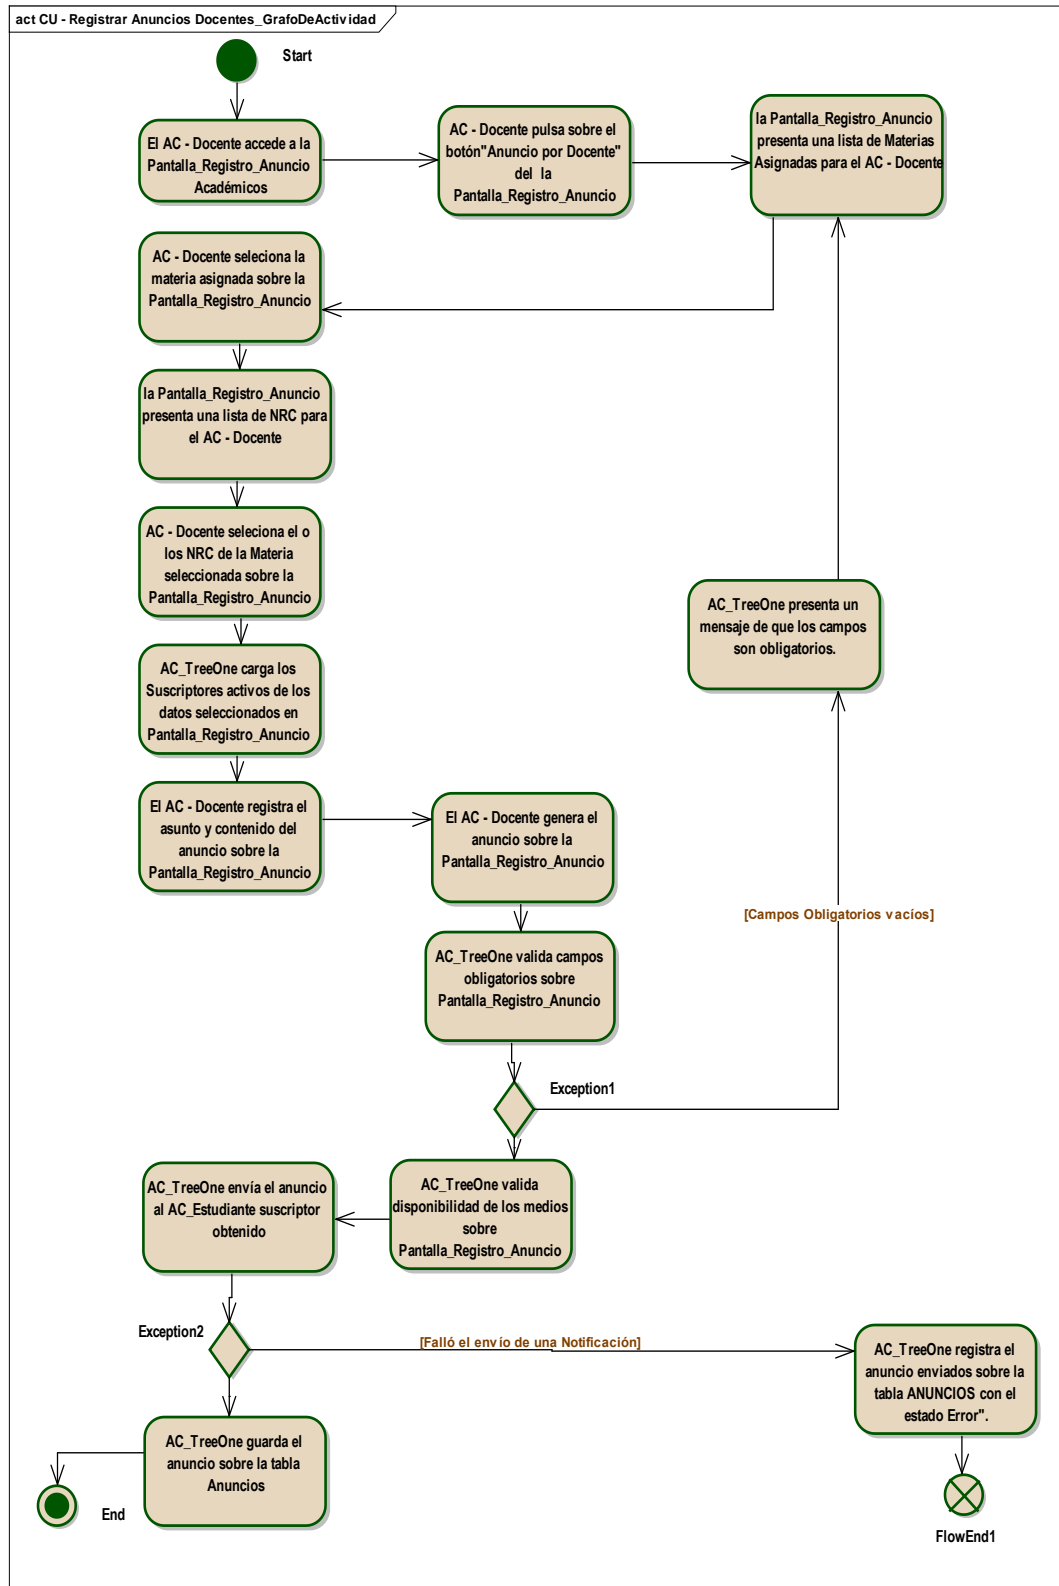 act CU - Registrar Anuncios Docentes_GrafoDeActividad
Start
El AC - Docente accede a la
Pantalla_Registro_Anuncio
Académicos
AC - Docente pulsa sobre el
botón"Anuncio por Docente"
del la
Pantalla_Registro_Anuncio
la Pantalla_Registro_Anuncio
presenta una lista de Materias
Asignadas para el AC - Docente
AC - Docente seleciona la
materia asignada sobre la
Pantalla_Registro_Anuncio
la Pantalla_Registro_Anuncio
presenta una lista de NRC para
el AC - Docente
AC - Docente seleciona el o
los NRC de la Materia
seleccionada sobre la
Pantalla_Registro_Anuncio
AC_TreeOne presenta un
mensaje de que los campos
son obligatorios.
AC_TreeOne carga los
Suscriptores activos de los
datos seleccionados en
Pantalla_Registro_Anuncio
El AC - Docente registra el
asunto y contenido del
anuncio sobre la
Pantalla_Registro_Anuncio
El AC - Docente genera el
anuncio sobre la
Pantalla_Registro_Anuncio
[Campos Obligatorios vacíos]
AC_TreeOne valida campos
obligatorios sobre
Pantalla_Registro_Anuncio
Exception1
AC_TreeOne valida
disponibilidad de los medios
sobre
Pantalla_Registro_Anuncio
AC_TreeOne envía el anuncio
al AC_Estudiante suscriptor
obtenido
Exception2
[Falló el envío de una Notificación]
AC_TreeOne registra el
anuncio enviados sobre la
tabla ANUNCIOS con el
estado Error".
AC_TreeOne guarda el
anuncio sobre la tabla
Anuncios
End
FlowEnd1